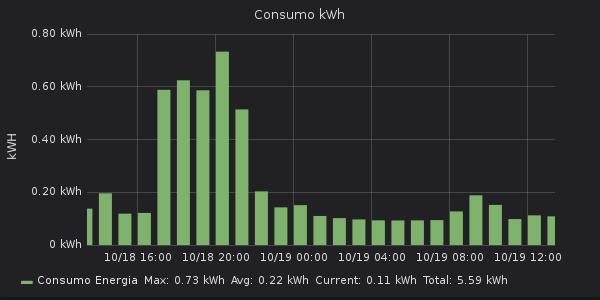 Consumo kWh
0.80 kWh
0.60 kWh
0.40 kWh
0.20 kWh
0 kWh
kWH
10/18 16:00 10/18 20:00 10/19 00:00 10/19 04:00 10/19 08:00 10/19 12:00
Consumo Energia Max: 0.73 kWh Avg: 0.22 kWh Current: 0.11 kWh Total: 5.59 kWh